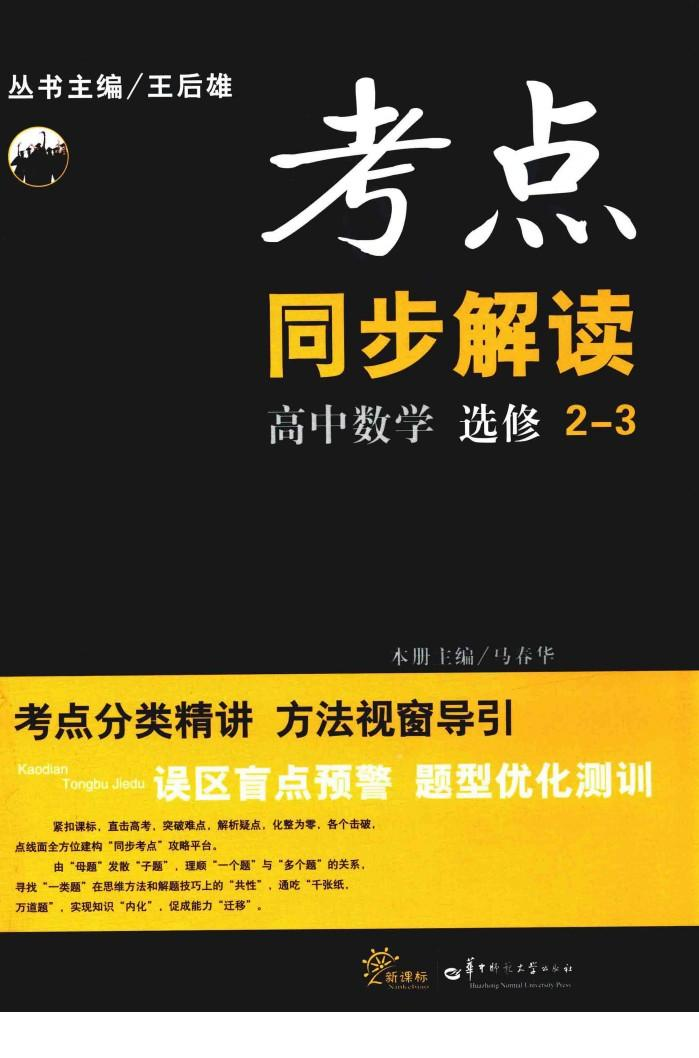 丛书主编/王后雄
考点
同步解读
高中数学 选修 2-3
本册主编/马春华
考点分类精讲 方法视窗导引
Kaodian
Tongbu Jiedu
误区盲点预警 题型优化测训
紧扣课标，直击高考，突破难点，解析疑点，化整为零，各个击破，
点线面全方位建构“同步考点”攻略平台。
由“母题”发散“子题”，理顺“一个题”与“多个题”的关系，
寻找“一类题”在思维方法和解题技巧上的“共性”，通吃“千张纸，
万道题”，实现知识“内化”，促成能力“迁移”。
新课标
Xinkebiao
华中师范大学出版社
Huazhong Normal University Press